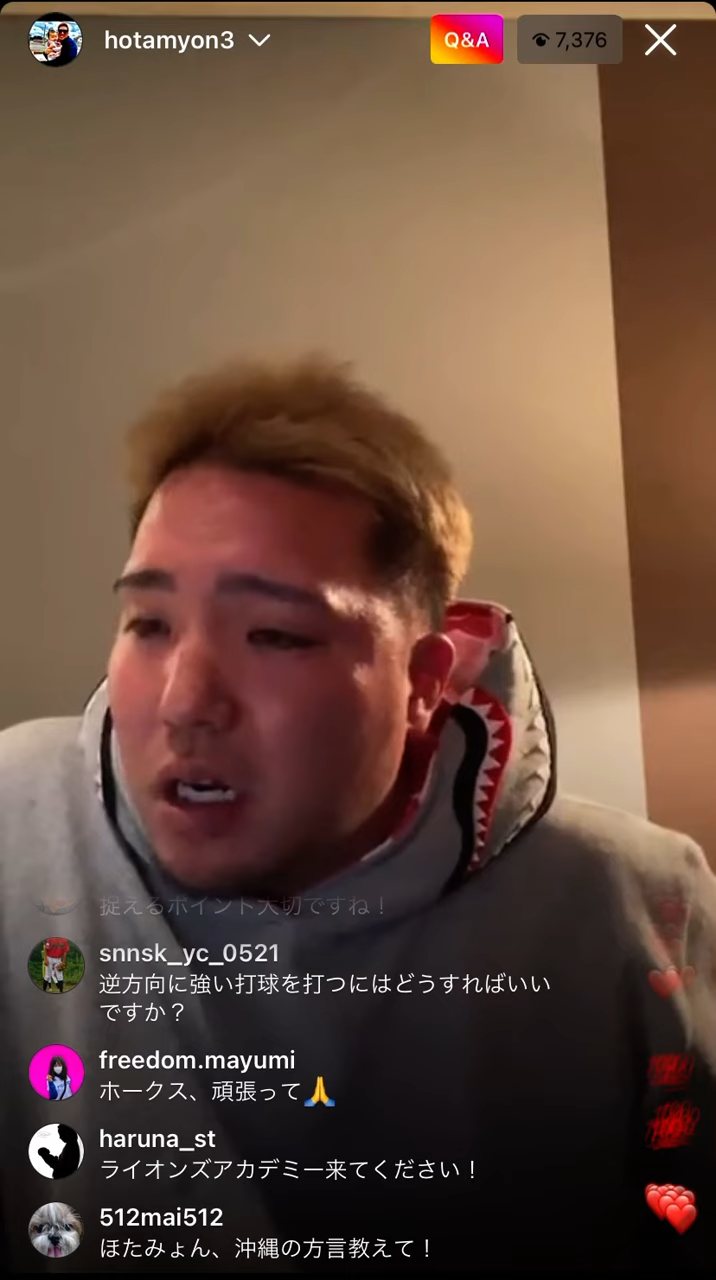 hotamyon3
Q&A
7,376
捉えるポイント大切ですね！
snnsk_yc_0521
逆方向に強い打球を打つにはどうすればいい
ですか？
freedom.mayumi
ホークス、頑張って🙏
haruna_st
ライオンズアカデミー来てください！
512mai512
ほたみょん、沖縄の方言教えて！